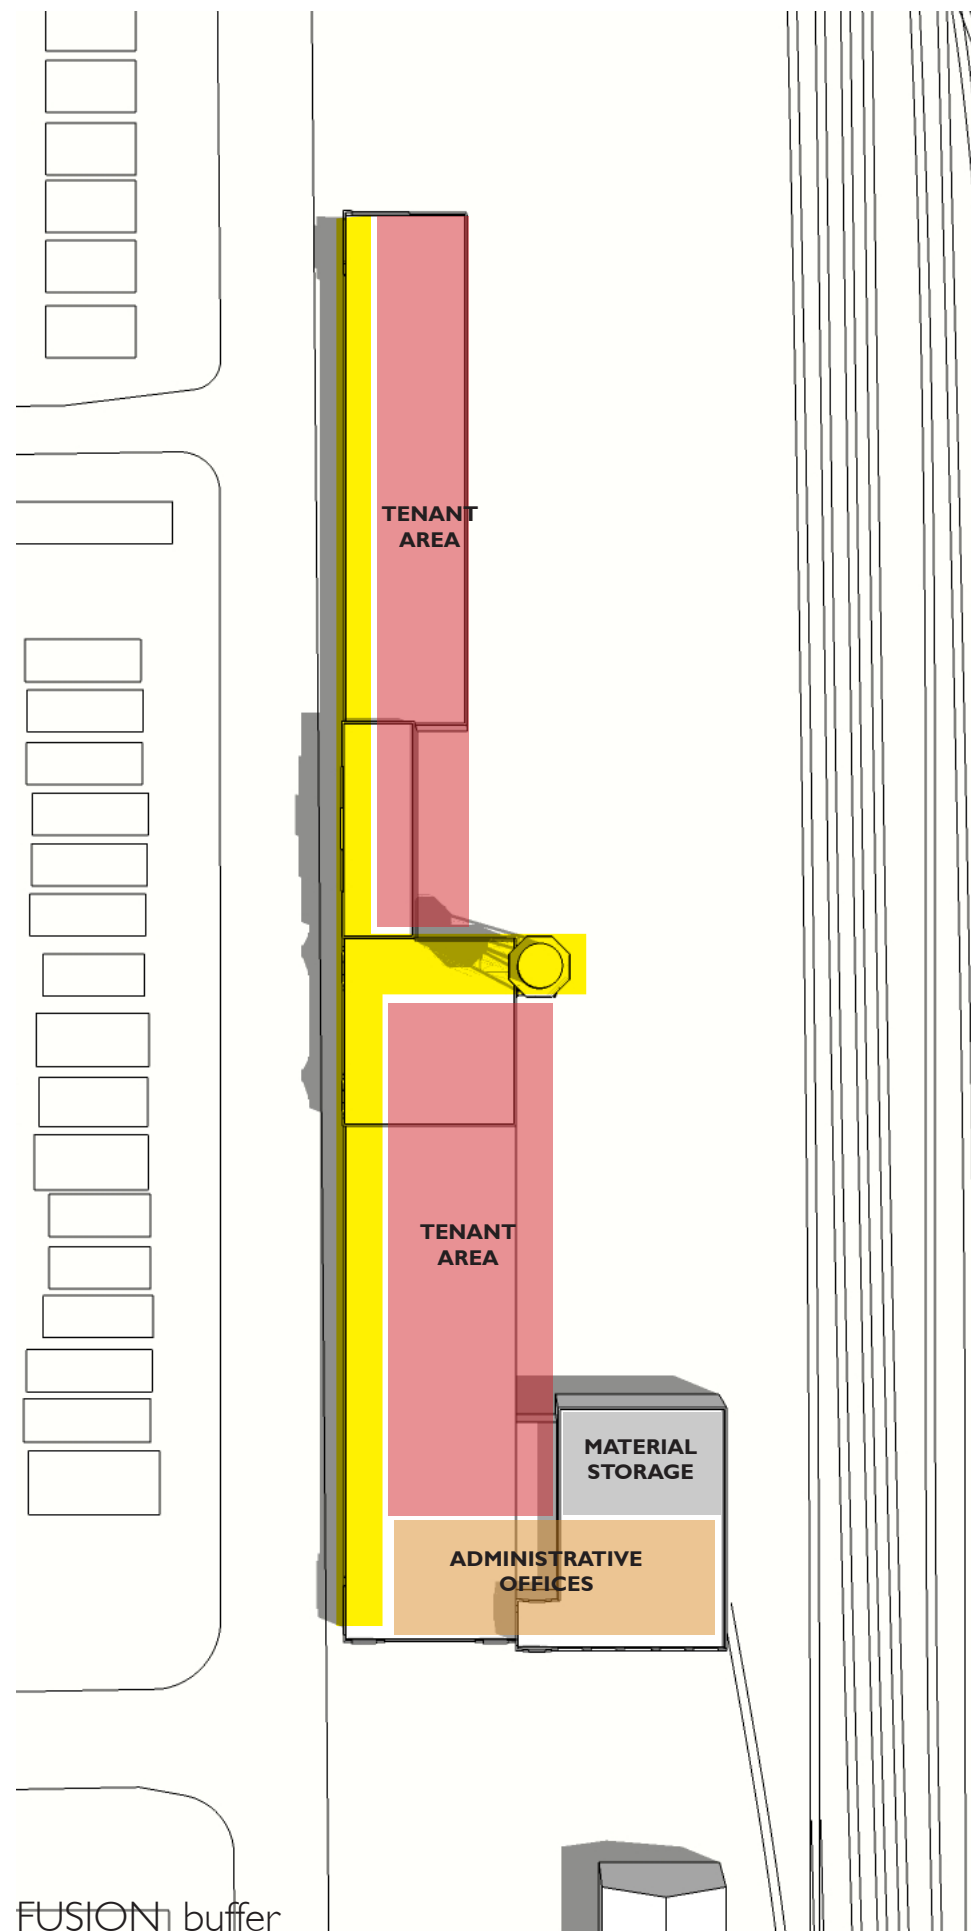 TENANT
AREA
TENANT
AREA
MATERIAL
STORAGE
ADMINISTRATIVE
OFFICES
FUSION buffer